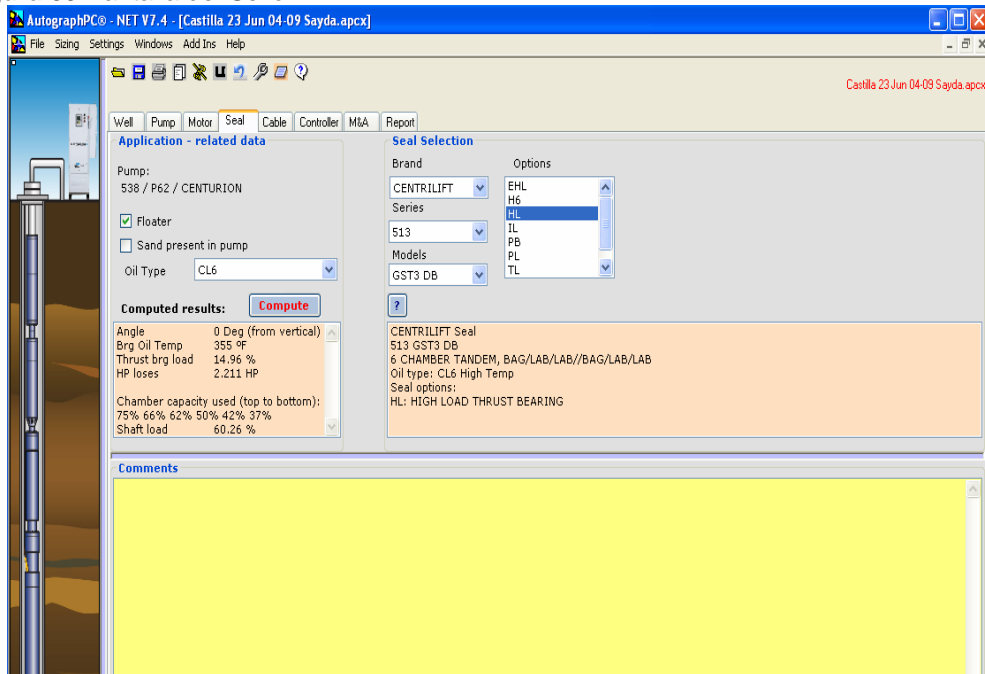 AutographPC® - NET V7.4 - [Castilla 23 Jun 04-09 Sayda.apcx]
File Sizing Settings Windows Add Ins Help
Castilla 23 Jun 04-09 Sayda.apcx
Well Pump Motor Seal Cable Controller M&A Report
Application - related data
Pump:
538 / P62 / CENTURION
Floater
Sand present in pump
Oil Type CL6
Computed results: Compute
Angle 0 Deg (from vertical)
Brg Oil Temp 355 ºF
Thrust brg load 14.96 %
HP loses 2.211 HP
Chamber capacity used (top to bottom):
75% 66% 62% 50% 42% 37%
Shaft load 60.26 %
Seal Selection
Brand
CENTRILIFT
Series
513
Models
GST3 DB
Options
EHL
H6
HL
IL
PB
PL
TL
?
CENTRILIFT Seal
513 GST3 DB
6 CHAMBER TANDEM, BAG/LAB/LAB//BAG/LAB/LAB
Oil type: CL6 High Temp
Seal options:
HL: HIGH LOAD THRUST BEARING
Comments